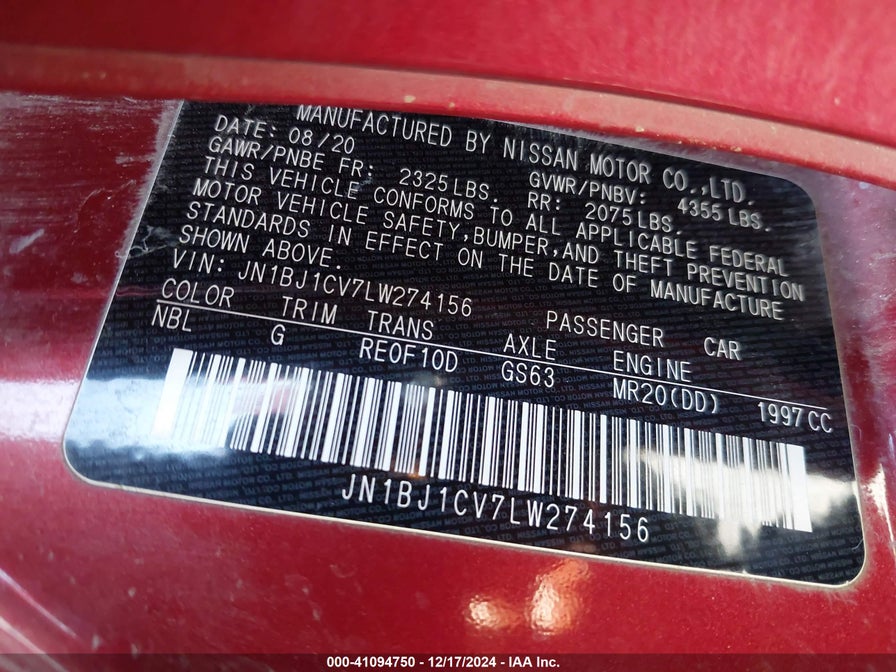 MANUFACTURED BY NISSAN MOTOR CO.,LTD.
DATE: 08/20 GVWR/PNBV: 4355 LBS.
GAWR/PNBE FR: 2325LBS. RR: 2075LBS.
THIS VEHICLE CONFORMS TO ALL APPLICABLE FEDERAL
MOTOR VEHICLE SAFETY,BUMPER,AND THEFT PREVENTION
STANDARDS IN EFFECT ON THE DATE OF MANUFACTURE
SHOWN ABOVE.
VIN: JN1BJ1CV7LW274156 PASSENGER CAR
COLOR TRIM TRANS AXLE ENGINE
NBL G RE0F10D GS63 MR20(DD) 1997CC
JN1BJ1CV7LW274156
000-41094750 - 12/17/2024 - IAA Inc.